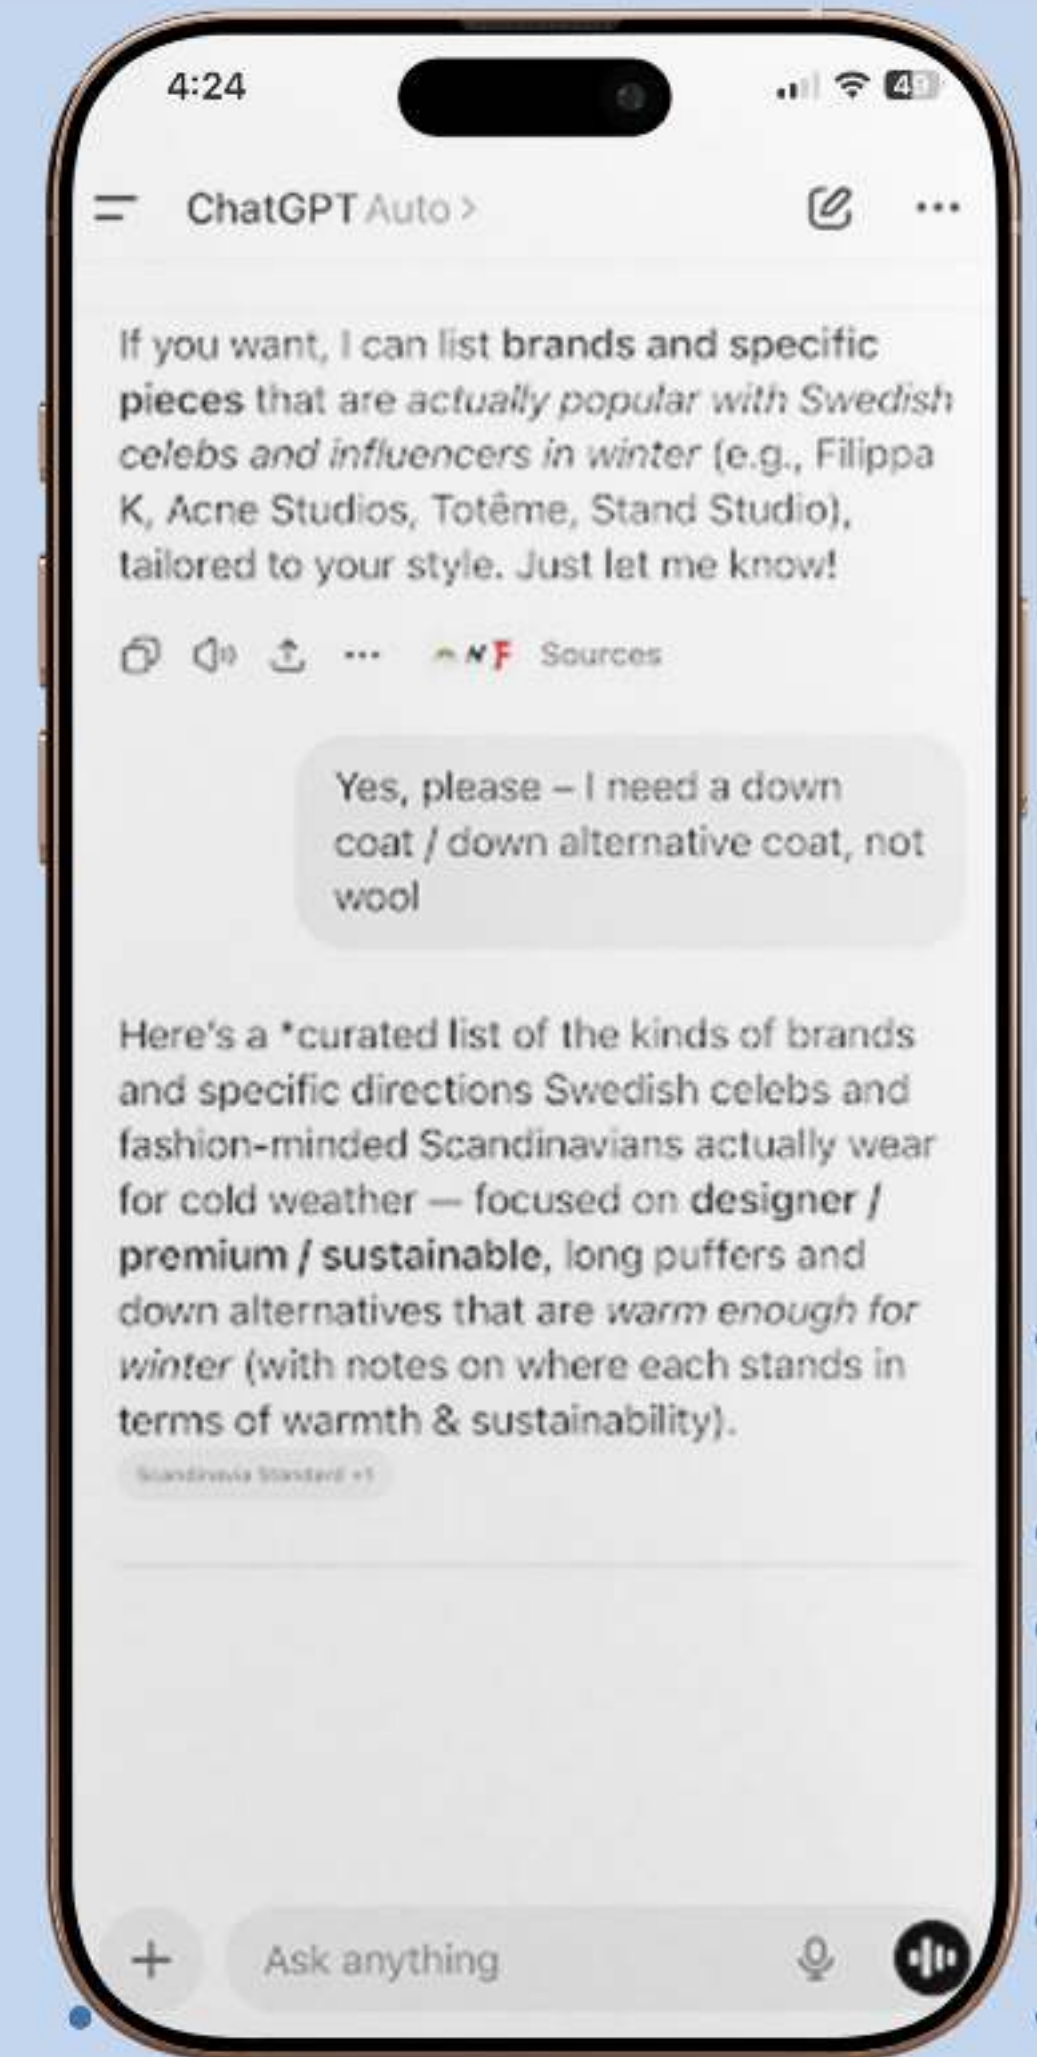 4:24
ChatGPT Auto >
If you want, I can list brands and specific
pieces that are actually popular with Swedish
celebs and influencers in winter (e.g., Filippa
K, Acne Studios, Totême, Stand Studio),
tailored to your style. Just let me know!
Sources
Yes, please – I need a down
coat / down alternative coat, not
wool
Here's a *curated list of the kinds of brands
and specific directions Swedish celebs and
fashion-minded Scandinavians actually wear
for cold weather — focused on designer /
premium / sustainable, long puffers and
down alternatives that are warm enough for
winter (with notes on where each stands in
terms of warmth & sustainability).
Scandinavia Standard +1
Ask anything